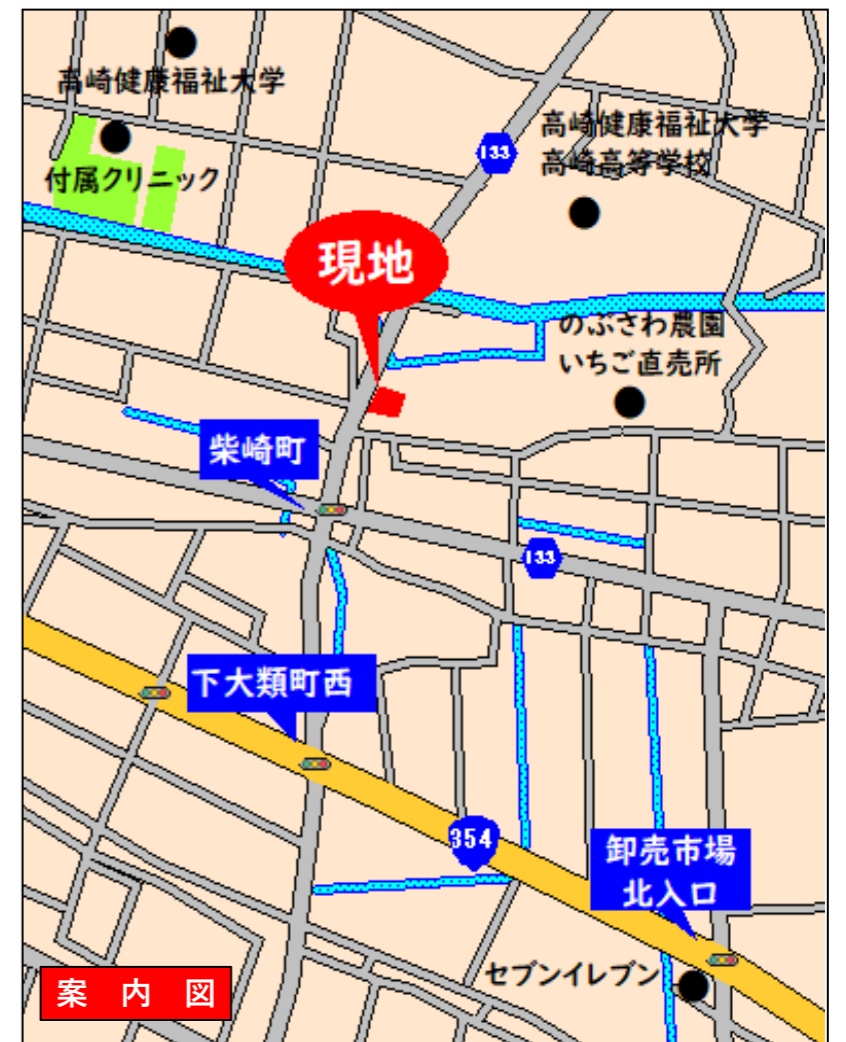 高崎健康福祉大学
付属クリニック
133
高崎健康福祉大学
高崎高等学校
現地
のぶさわ農園
いちご直売所
柴崎町
133
下大類町西
354
卸売市場
北入口
セブンイレブン
案内図